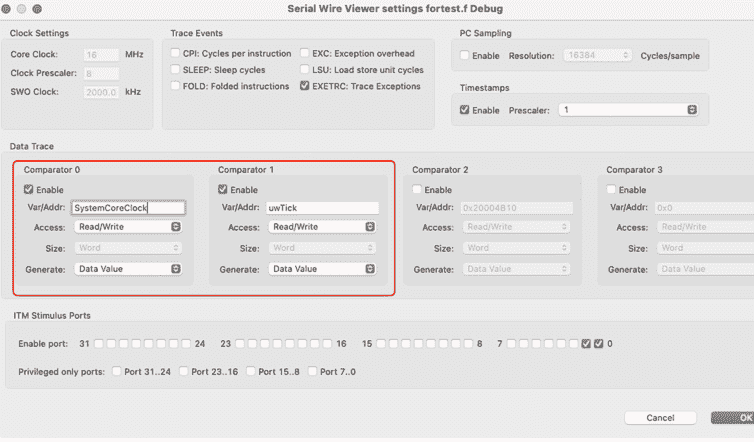 Serial Wire Viewer settings fortest.f Debug
Clock Settings
Core Clock: 16 MHz
Clock Prescaler: 8
SWO Clock: 2000.0 kHz
Trace Events
CPI: Cycles per instruction EXC: Exception overhead
SLEEP: Sleep cycles LSU: Load store unit cycles
FOLD: Folded instructions EXETRC: Trace Exceptions
PC Sampling
Enable Resolution: 16384 Cycles/sample
Timestamps
Enable Prescaler: 1
Data Trace
Comparator 0
Enable
Var/Addr: SystemCoreClock
Access: Read/Write
Size: Word
Generate: Data Value
Comparator 1
Enable
Var/Addr: uwTick
Access: Read/Write
Size: Word
Generate: Data Value
Comparator 2
Enable
Var/Addr: 0x20004B10
Access: Read/Write
Size: Word
Generate: Data Value
Comparator 3
Enable
Var/Addr: 0x0
Access: Read/Write
Size: Word
Generate: Data Value
ITM Stimulus Ports
Enable port: 31 24 23 16 15 8 7 0
Privileged only ports: Port 31..24 Port 23..16 Port 15..8 Port 7..0
Cancel OK